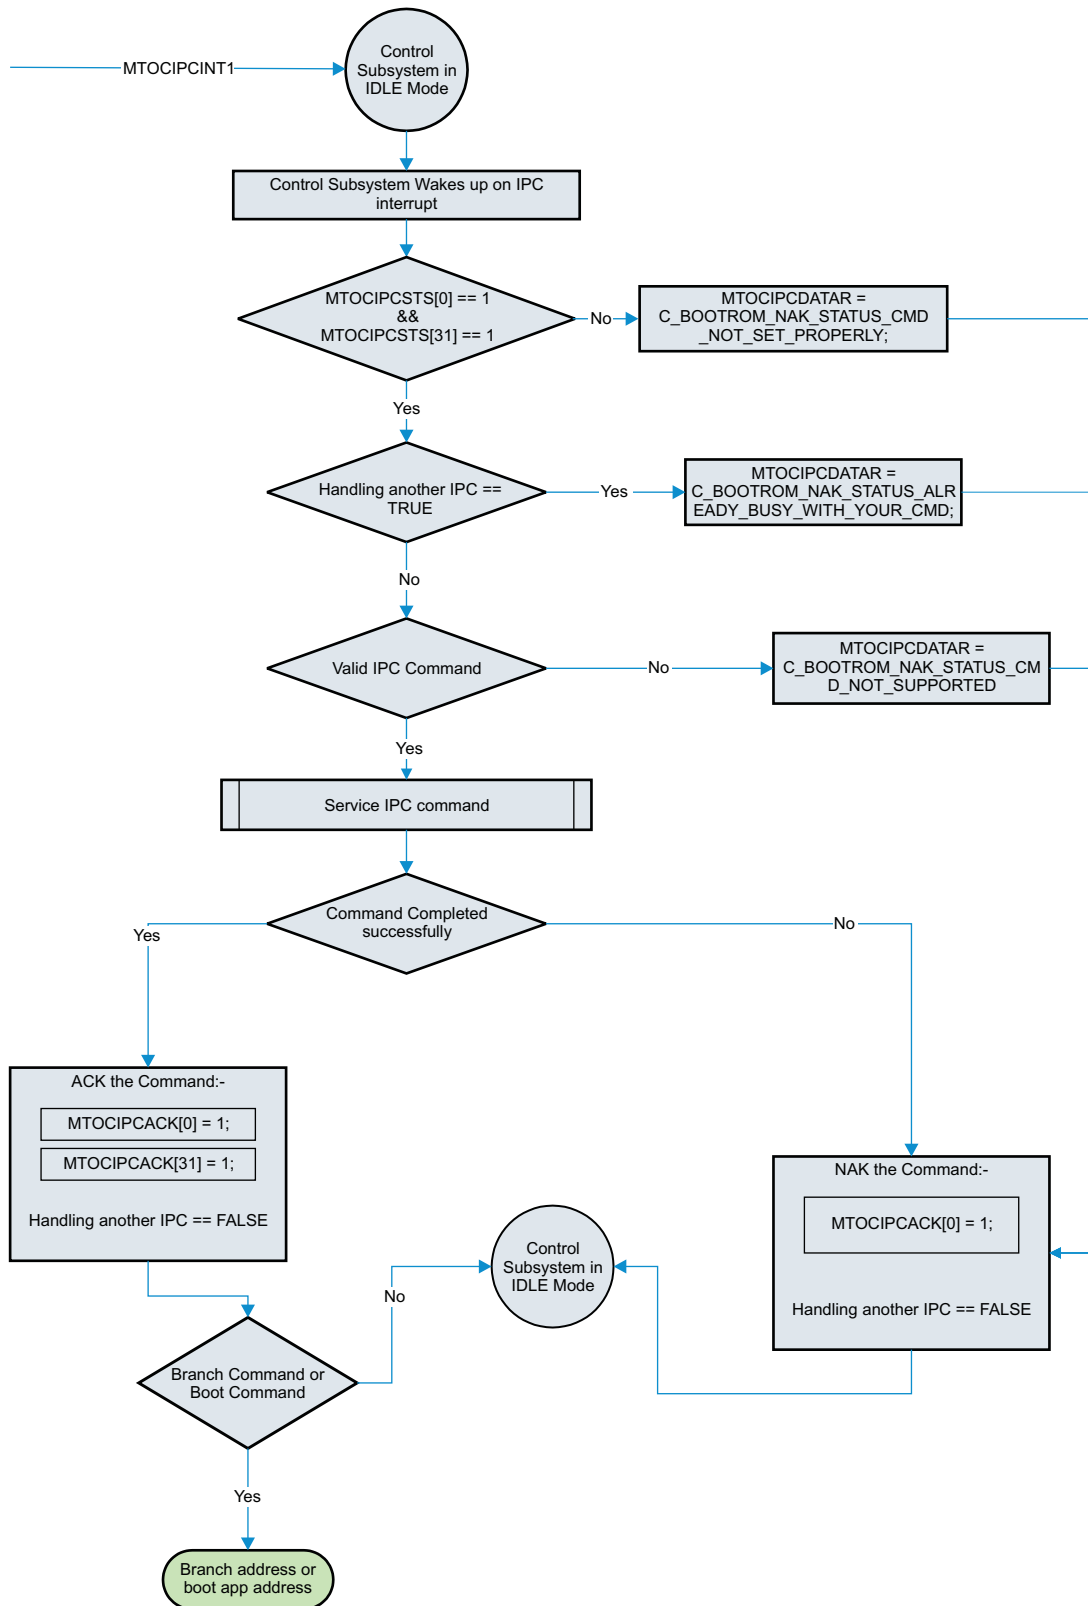 MTOCIPCINT1
Control
Subsystem in
IDLE Mode
Control Subsystem Wakes up on IPC
interrupt
MTOCIPCSTS[0] == 1
&&
MTOCIPCSTS[31] == 1
No
MTOCIPCDATAR =
C_BOOTROM_NAK_STATUS_CMD
_NOT_SET_PROPERLY;
Yes
Handling another IPC ==
TRUE
Yes
MTOCIPCDATAR =
C_BOOTROM_NAK_STATUS_ALR
EADY_BUSY_WITH_YOUR_CMD;
No
Valid IPC Command
No
MTOCIPCDATAR =
C_BOOTROM_NAK_STATUS_CM
D_NOT_SUPPORTED
Yes
Service IPC command
Command Completed
successfully
Yes
No
ACK the Command:-
MTOCIPCACK[0] = 1;
MTOCIPCACK[31] = 1;
Handling another IPC == FALSE
NAK the Command:-
MTOCIPCACK[0] = 1;
Handling another IPC == FALSE
Control
Subsystem in
IDLE Mode
No
Branch Command or
Boot Command
Yes
Branch address or
boot app address